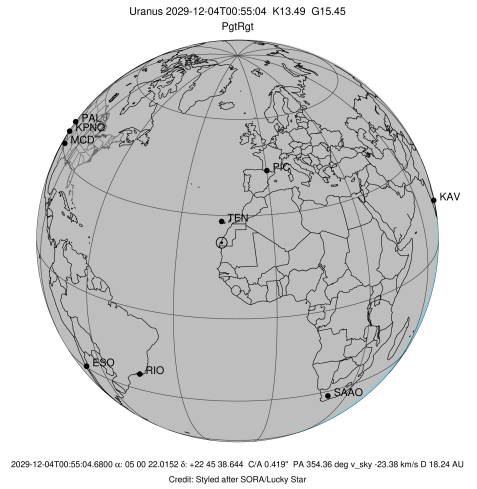 Uranus 2029-12-04T00:55:04 K13.49 G15.45
PgtRgt
PAL
KPNO
MCD
PIC
KAV
TEN
ESO
RIO
SAAO
2029-12-04T00:55:04.6800 α: 05 00 22.0152 δ: +22 45 38.644 C/A 0.419" PA 354.36 deg v_sky -23.38 km/s D 18.24 AU
Credit: Styled after SORA/Lucky Star